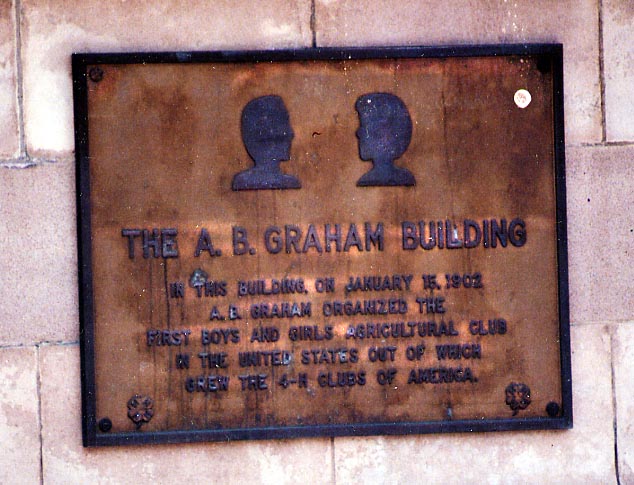 THE A. B. GRAHAM BUILDING
IN THIS BUILDING, ON JANUARY 15, 1902
A. B. GRAHAM ORGANIZED THE
FIRST BOYS AND GIRLS AGRICULTURAL CLUB
IN THE UNITED STATES OUT OF WHICH
GREW THE 4-H CLUBS OF AMERICA.